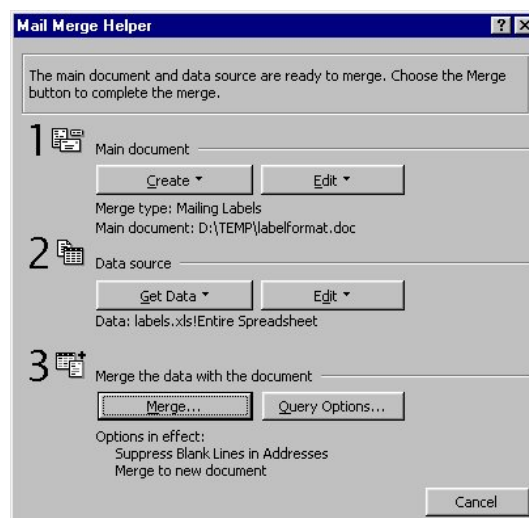 Mail Merge Helper
The main document and data source are ready to merge. Choose the Merge
button to complete the merge.
1
Main document
Create
Edit
Merge type: Mailing Labels
Main document: D:\TEMP\labelformat.doc
2
Data source
Get Data
Edit
Data: labels.xls!Entire Spreadsheet
3
Merge the data with the document
Merge...
Query Options...
Options in effect:
Suppress Blank Lines in Addresses
Merge to new document
Cancel